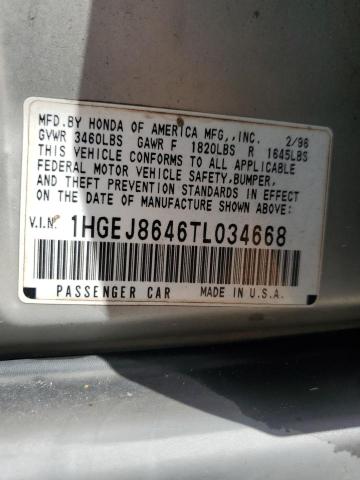 MFD.BY HONDA OF AMERICA MFG.,INC. 2/96
GVWR 3460LBS GAWR F 1820LBS R 1645LBS
THIS VEHICLE CONFORMS TO ALL APPLICABLE
FEDERAL MOTOR VEHICLE SAFETY,BUMPER,
AND THEFT PREVENTION STANDARDS IN EFFECT
ON THE DATE OF MANUFACTURE SHOWN ABOVE:
V.I.N. 1HGEJ8646TL034668
PASSENGER CAR MADE IN U.S.A.